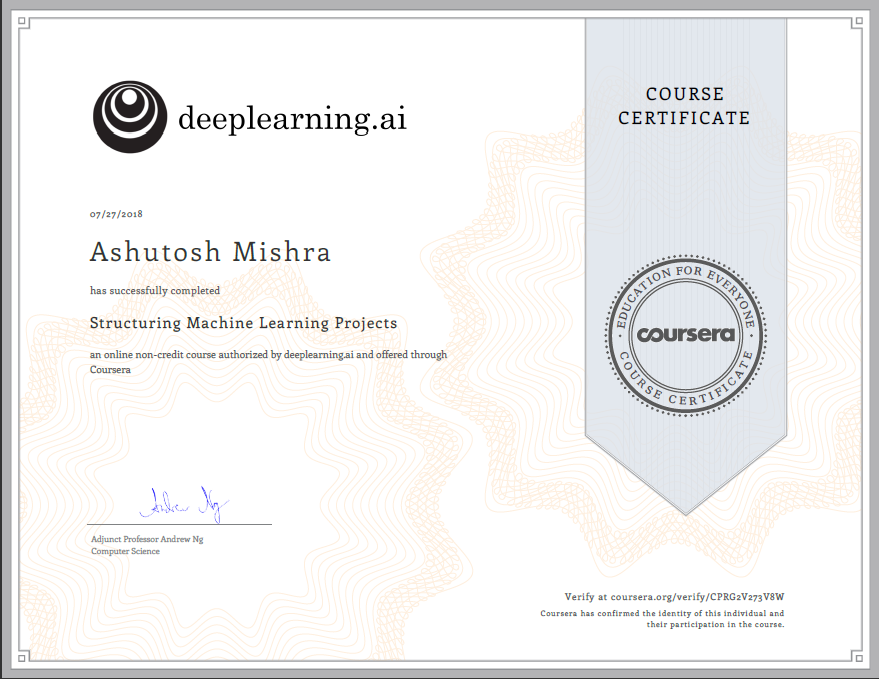 deeplearning.ai
COURSE
CERTIFICATE
07/27/2018
Ashutosh Mishra
has successfully completed
Structuring Machine Learning Projects
an online non-credit course authorized by deeplearning.ai and offered through
Coursera
EDUCATION FOR EVERYONE
coursera
COURSE CERTIFICATE
Andrew Ng
Adjunct Professor Andrew Ng
Computer Science
Verify at coursera.org/verify/CPRG2V273V8W
Coursera has confirmed the identity of this individual and
their participation in the course.